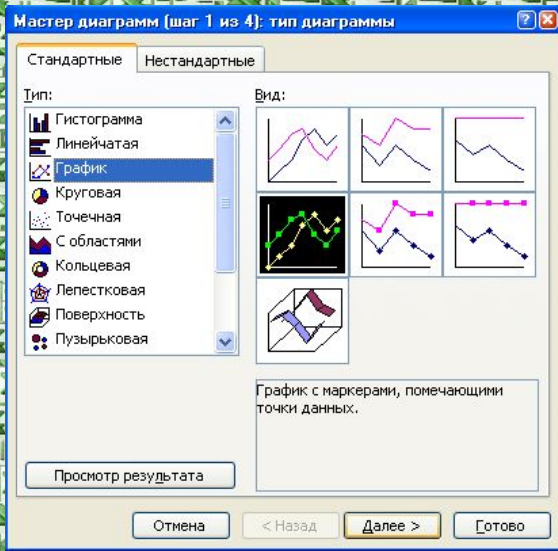 Мастер диаграмм (шаг 1 из 4): тип диаграммы
Стандартные
Нестандартные
Тип:
Гистограмма
Линейчатая
График
Круговая
Точечная
С областями
Кольцевая
Лепестковая
Поверхность
Пузырьковая
Вид:
График с маркерами, помечающими
точки данных.
Просмотр результата
Отмена
< Назад
Далее >
Готово